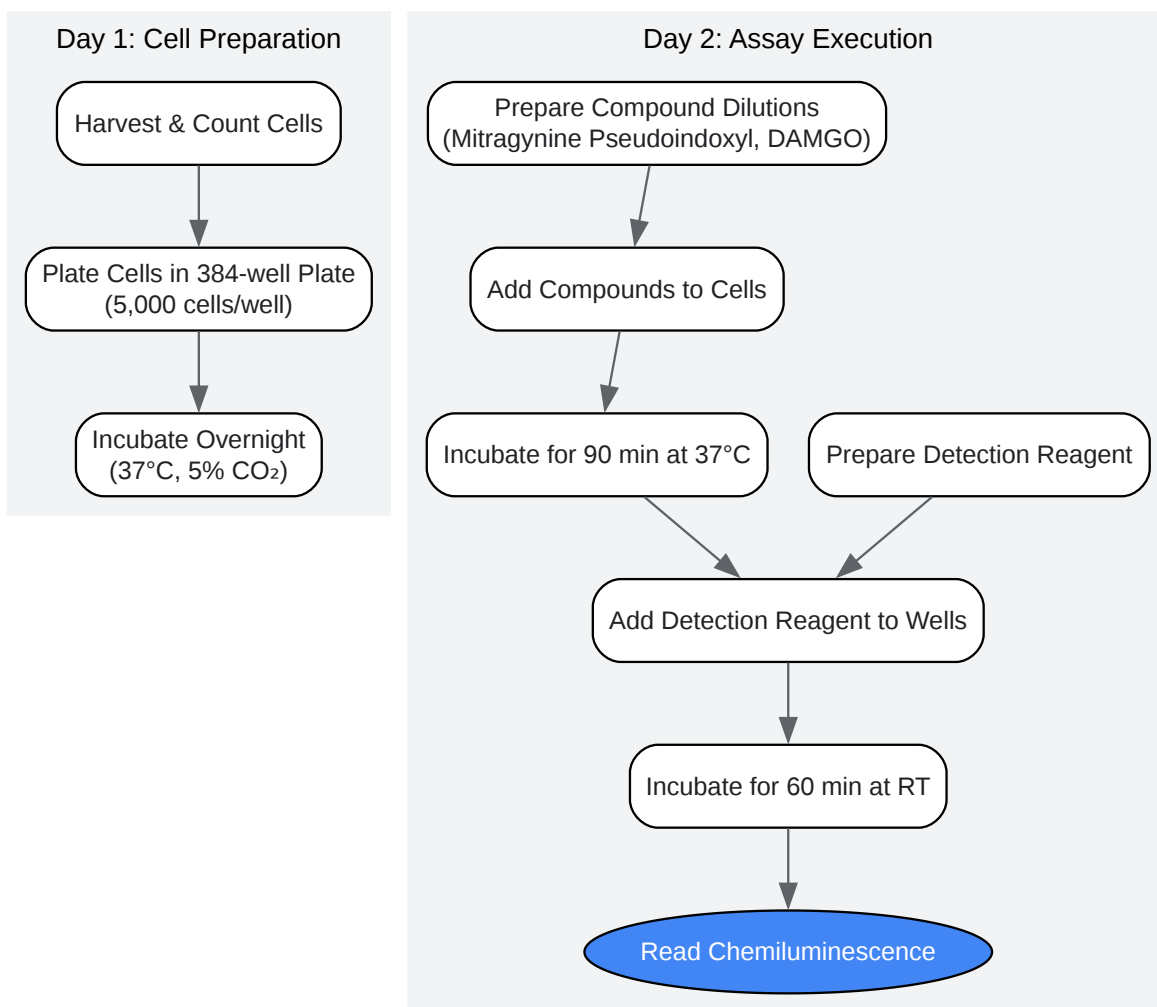 Day 1: Cell Preparation
Harvest & Count Cells
Plate Cells in 384-well Plate
(5,000 cells/well)
Incubate Overnight
(37°C, 5% CO₂)
Day 2: Assay Execution
Prepare Compound Dilutions
(Mitragynine Pseudoindoxyl, DAMGO)
Add Compounds to Cells
Incubate for 90 min at 37°C
Prepare Detection Reagent
Add Detection Reagent to Wells
Incubate for 60 min at RT
Read Chemiluminescence